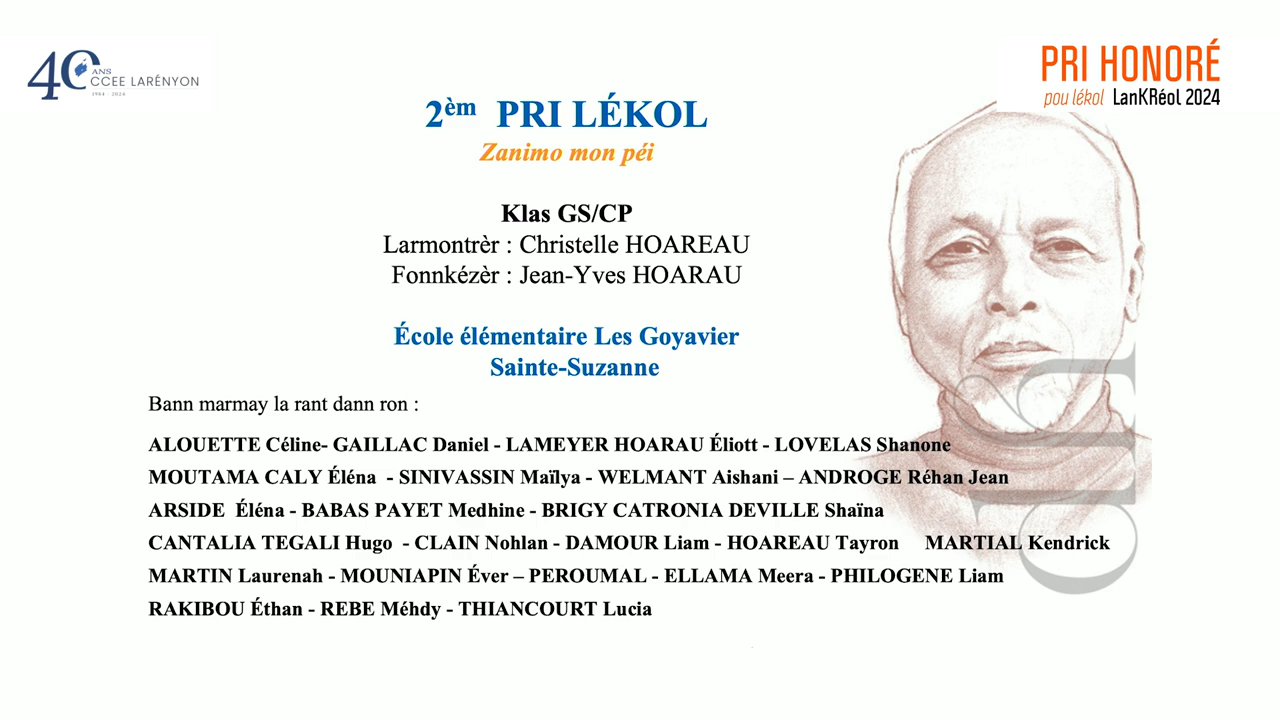 40 ANS
CCEE LARÉNYON
1984 - 2024
PRI HONORÉ
pou lékol LanKRéol 2024
2èm PRI LÉKOL
Zanimo mon péi
Klas GS/CP
Larmontrèr : Christelle HOAREAU
Fonnkézèr : Jean-Yves HOARAU
École élémentaire Les Goyavier
Sainte-Suzanne
Bann marmay la rant dann ron :
ALOUETTE Céline- GAILLAC Daniel - LAMEYER HOARAU Éliott - LOVELAS Shanone
MOUTAMA CALY Éléna - SINIVASSIN Maïlya - WELMANT Aishani – ANDROGE Réhan Jean
ARSIDE Éléna - BABAS PAYET Medhine - BRIGY CATRONIA DEVILLE Shaïna
CANTALIA TEGALI Hugo - CLAIN Nohlan - DAMOUR Liam - HOAREAU Tayron MARTIAL Kendrick
MARTIN Laurenah - MOUNIAPIN Éver – PEROUMAL - ELLAMA Meera - PHILOGENE Liam
RAKIBOU Éthan - REBE Méhdy - THIANCOURT Lucia